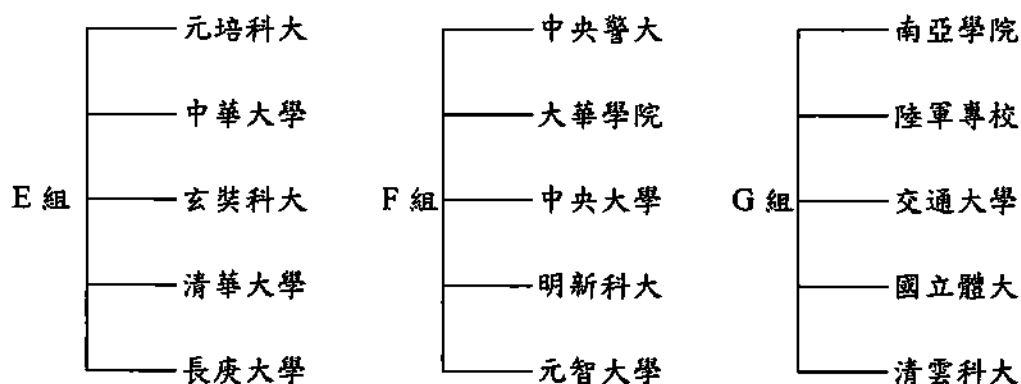 E組
元培科大
中華大學
玄奘科大
清華大學
長庚大學
F組
中央警大
大華學院
中央大學
明新科大
元智大學
G組
南亞學院
陸軍專校
交通大學
國立體大
清雲科大